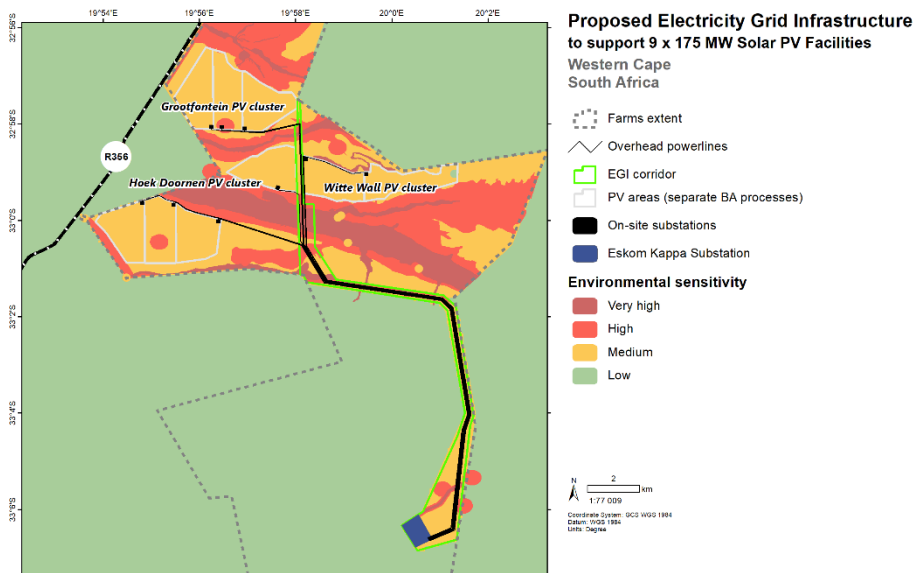 19°54'E
19°56'E
19°58'E
20°0'E
20°2'E
32°56'S
32°58'S
33°0'S
33°2'S
33°4'S
33°6'S
R356
Grootfontein PV cluster
Hoek Doornen PV cluster
Witte Wall PV cluster
Proposed Electricity Grid Infrastructure
to support 9 x 175 MW Solar PV Facilities
Western Cape
South Africa
Farms extent
Overhead powerlines
EGI corridor
PV areas (separate BA processes)
On-site substations
Eskom Kappa Substation
Environmental sensitivity
Very high
High
Medium
Low
N
2
km
1:77 009
Coordinate System: GCS WGS 1984
Datum: WGS 1984
Units: Degree